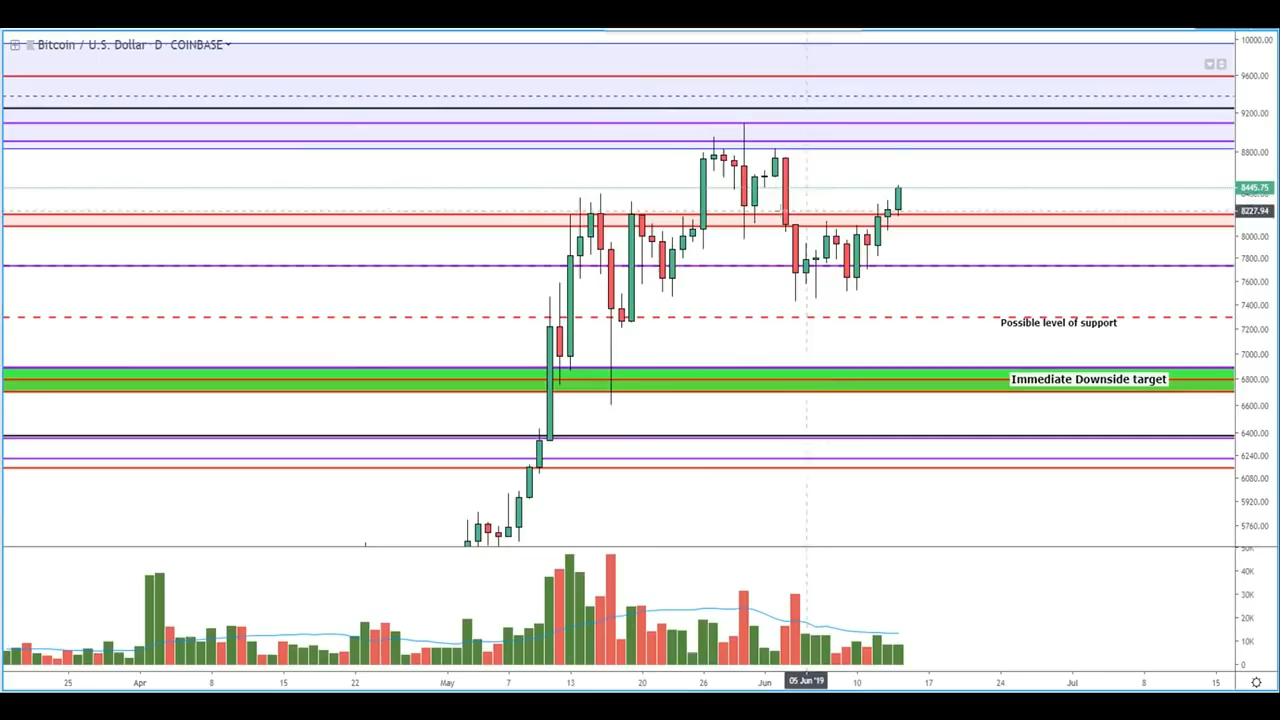 Bitcoin / U.S. Dollar · D · COINBASE
10000.00
9600.00
9200.00
8800.00
8445.75
8227.94
8000.00
7800.00
7600.00
7400.00
Possible level of support
7200.00
7000.00
Immediate Downside target
6800.00
6600.00
6400.00
6240.00
6080.00
5920.00
5760.00
50K
40K
30K
20K
10K
0
25 Apr 8 15 22 May 7 13 20 26 Jun 05 Jun '19 10 17 24 Jul 8 15